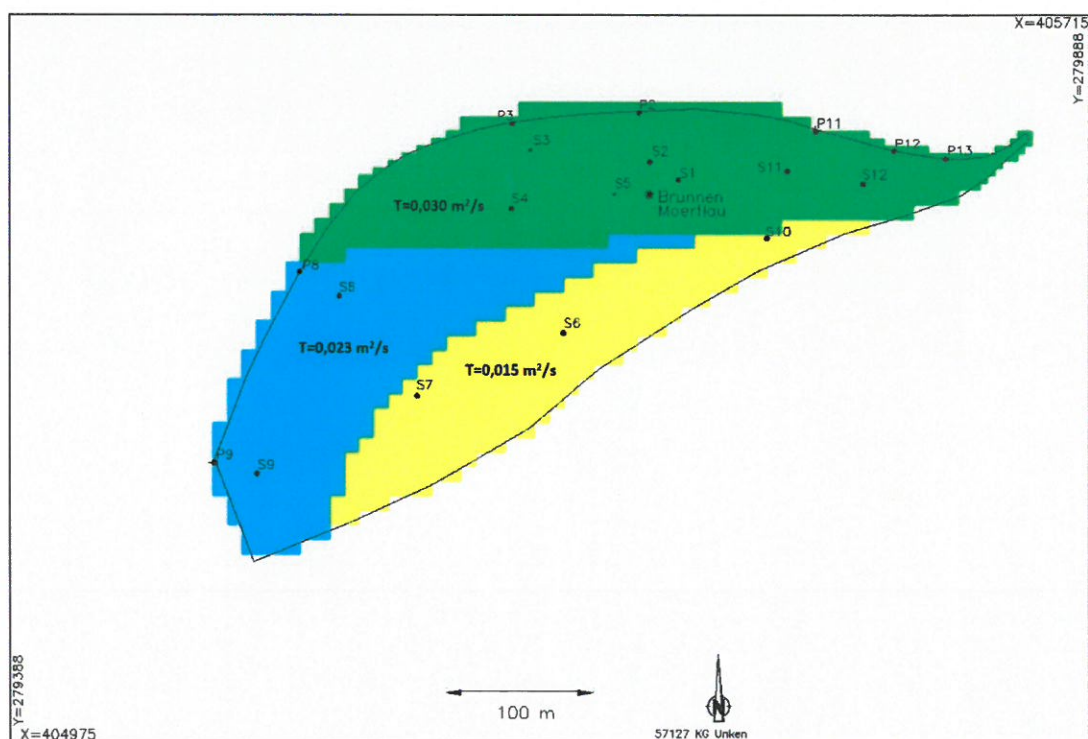 X=405715
Y=279888
P3
P2
P11
P12
P13
S3
S2
S1
S11
S12
T=0,030 m²/s
S4
S5
Brunnen
S10
P8
S8
S6
T=0,023 m²/s
T=0,015 m²/s
S7
P9
S9
Y=279388
100 m
N
X=404975
57127 KG Unken